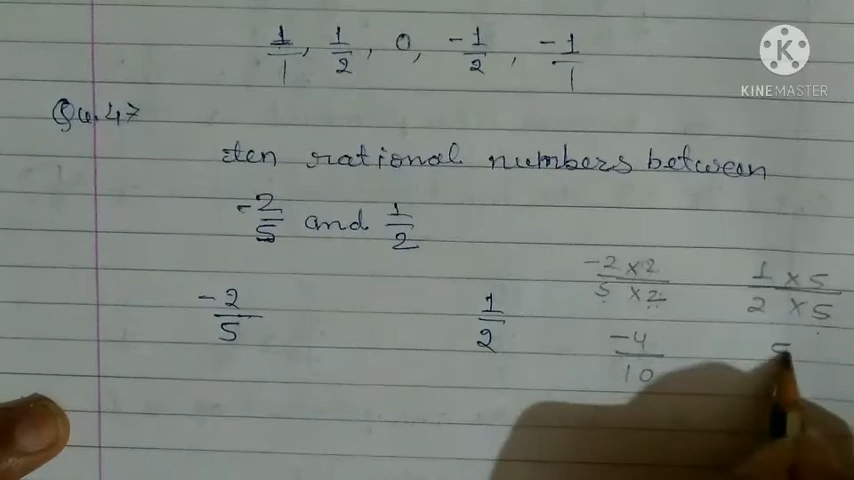 1/1, 1/2, 0, -1/2, -1/1
K
KINEMASTER
Qu.47
ten rational numbers between
-2/5 and 1/2
-2/5 1/2
-2×2/5×2 1×5/2×5
-4/10 5